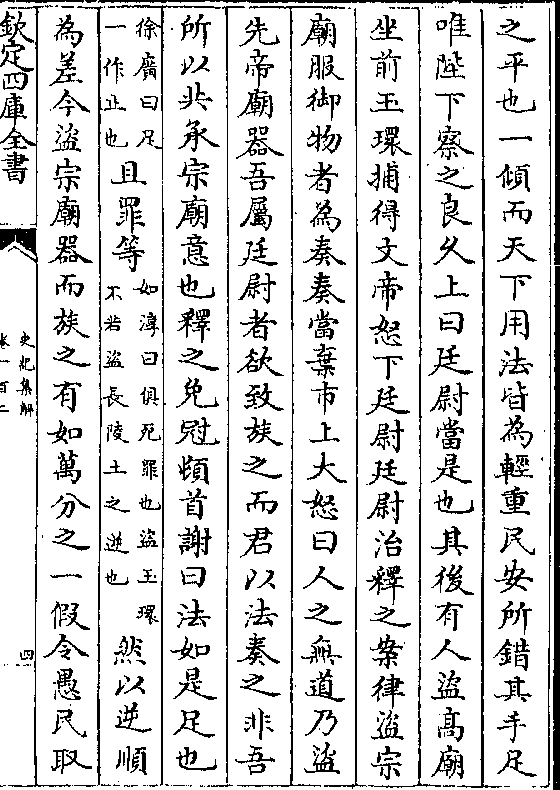 之平也一傾而天下用法皆為輕重民安所錯其手足
唯陛下察之良久上曰廷尉當是也其後有人盜高廟
坐前玉環捕得文帝怒下廷尉廷尉治釋之案律盜宗
廟服御物者為奏奏當棄市上大怒曰人之無道乃盜
先帝廟器吾屬廷尉者欲致族之而君以法奏之非吾
所以共承宗廟意也釋之免冠頓首謝曰法如是足也
徐廣曰足
一作止也
且罪等
如淳曰俱死罪也盜玉環
不若盜長陵土之逆也
然以逆順
為差今盜宗廟器而族之有如萬分之一假令愚民取
欽定四庫全書
史記集解
卷一百二
四